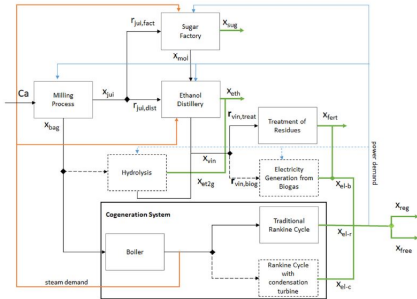 Sugar
Factory
x_sug
r_jui,fact
x_mol
Ca
Milling
Process
x_jui
r_jui,dist
Ethanol
Distillery
x_eth
x_bag
r_vin,treat
Treatment of
Residues
x_fert
x_vin
Hydrolysis
x_et2g
r_vin,biog
Electricity
Generation from
Biogas
x_el-b
power demand
Cogeneration System
Boiler
Traditional
Rankine Cycle
x_el-r
x_reg
x_free
Rankine Cycle
with
condensation
turbine
x_el-c
steam demand